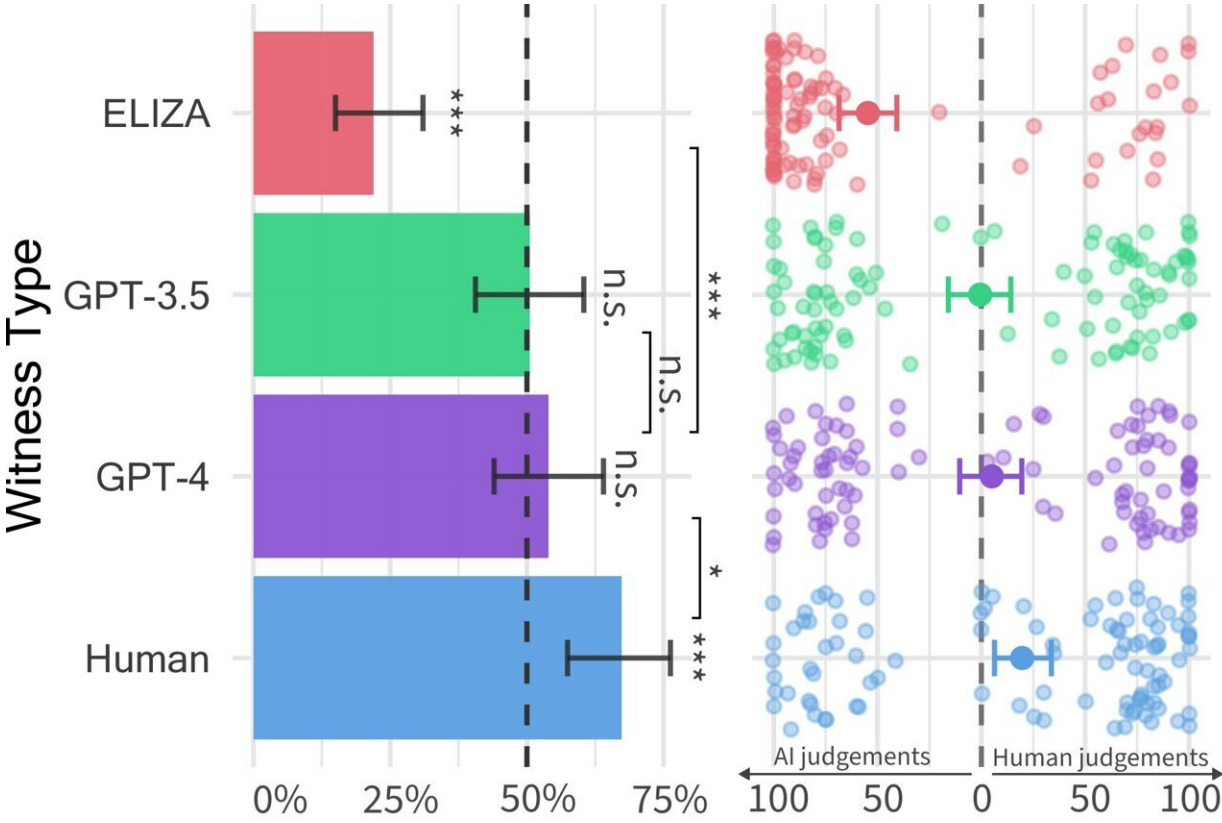 Witness Type
ELIZA
GPT-3.5
GPT-4
Human
***
n.s.
n.s.
***
n.s.
*
***
AI judgements
Human judgements
0% 25% 50% 75%
100 50 0 50 100